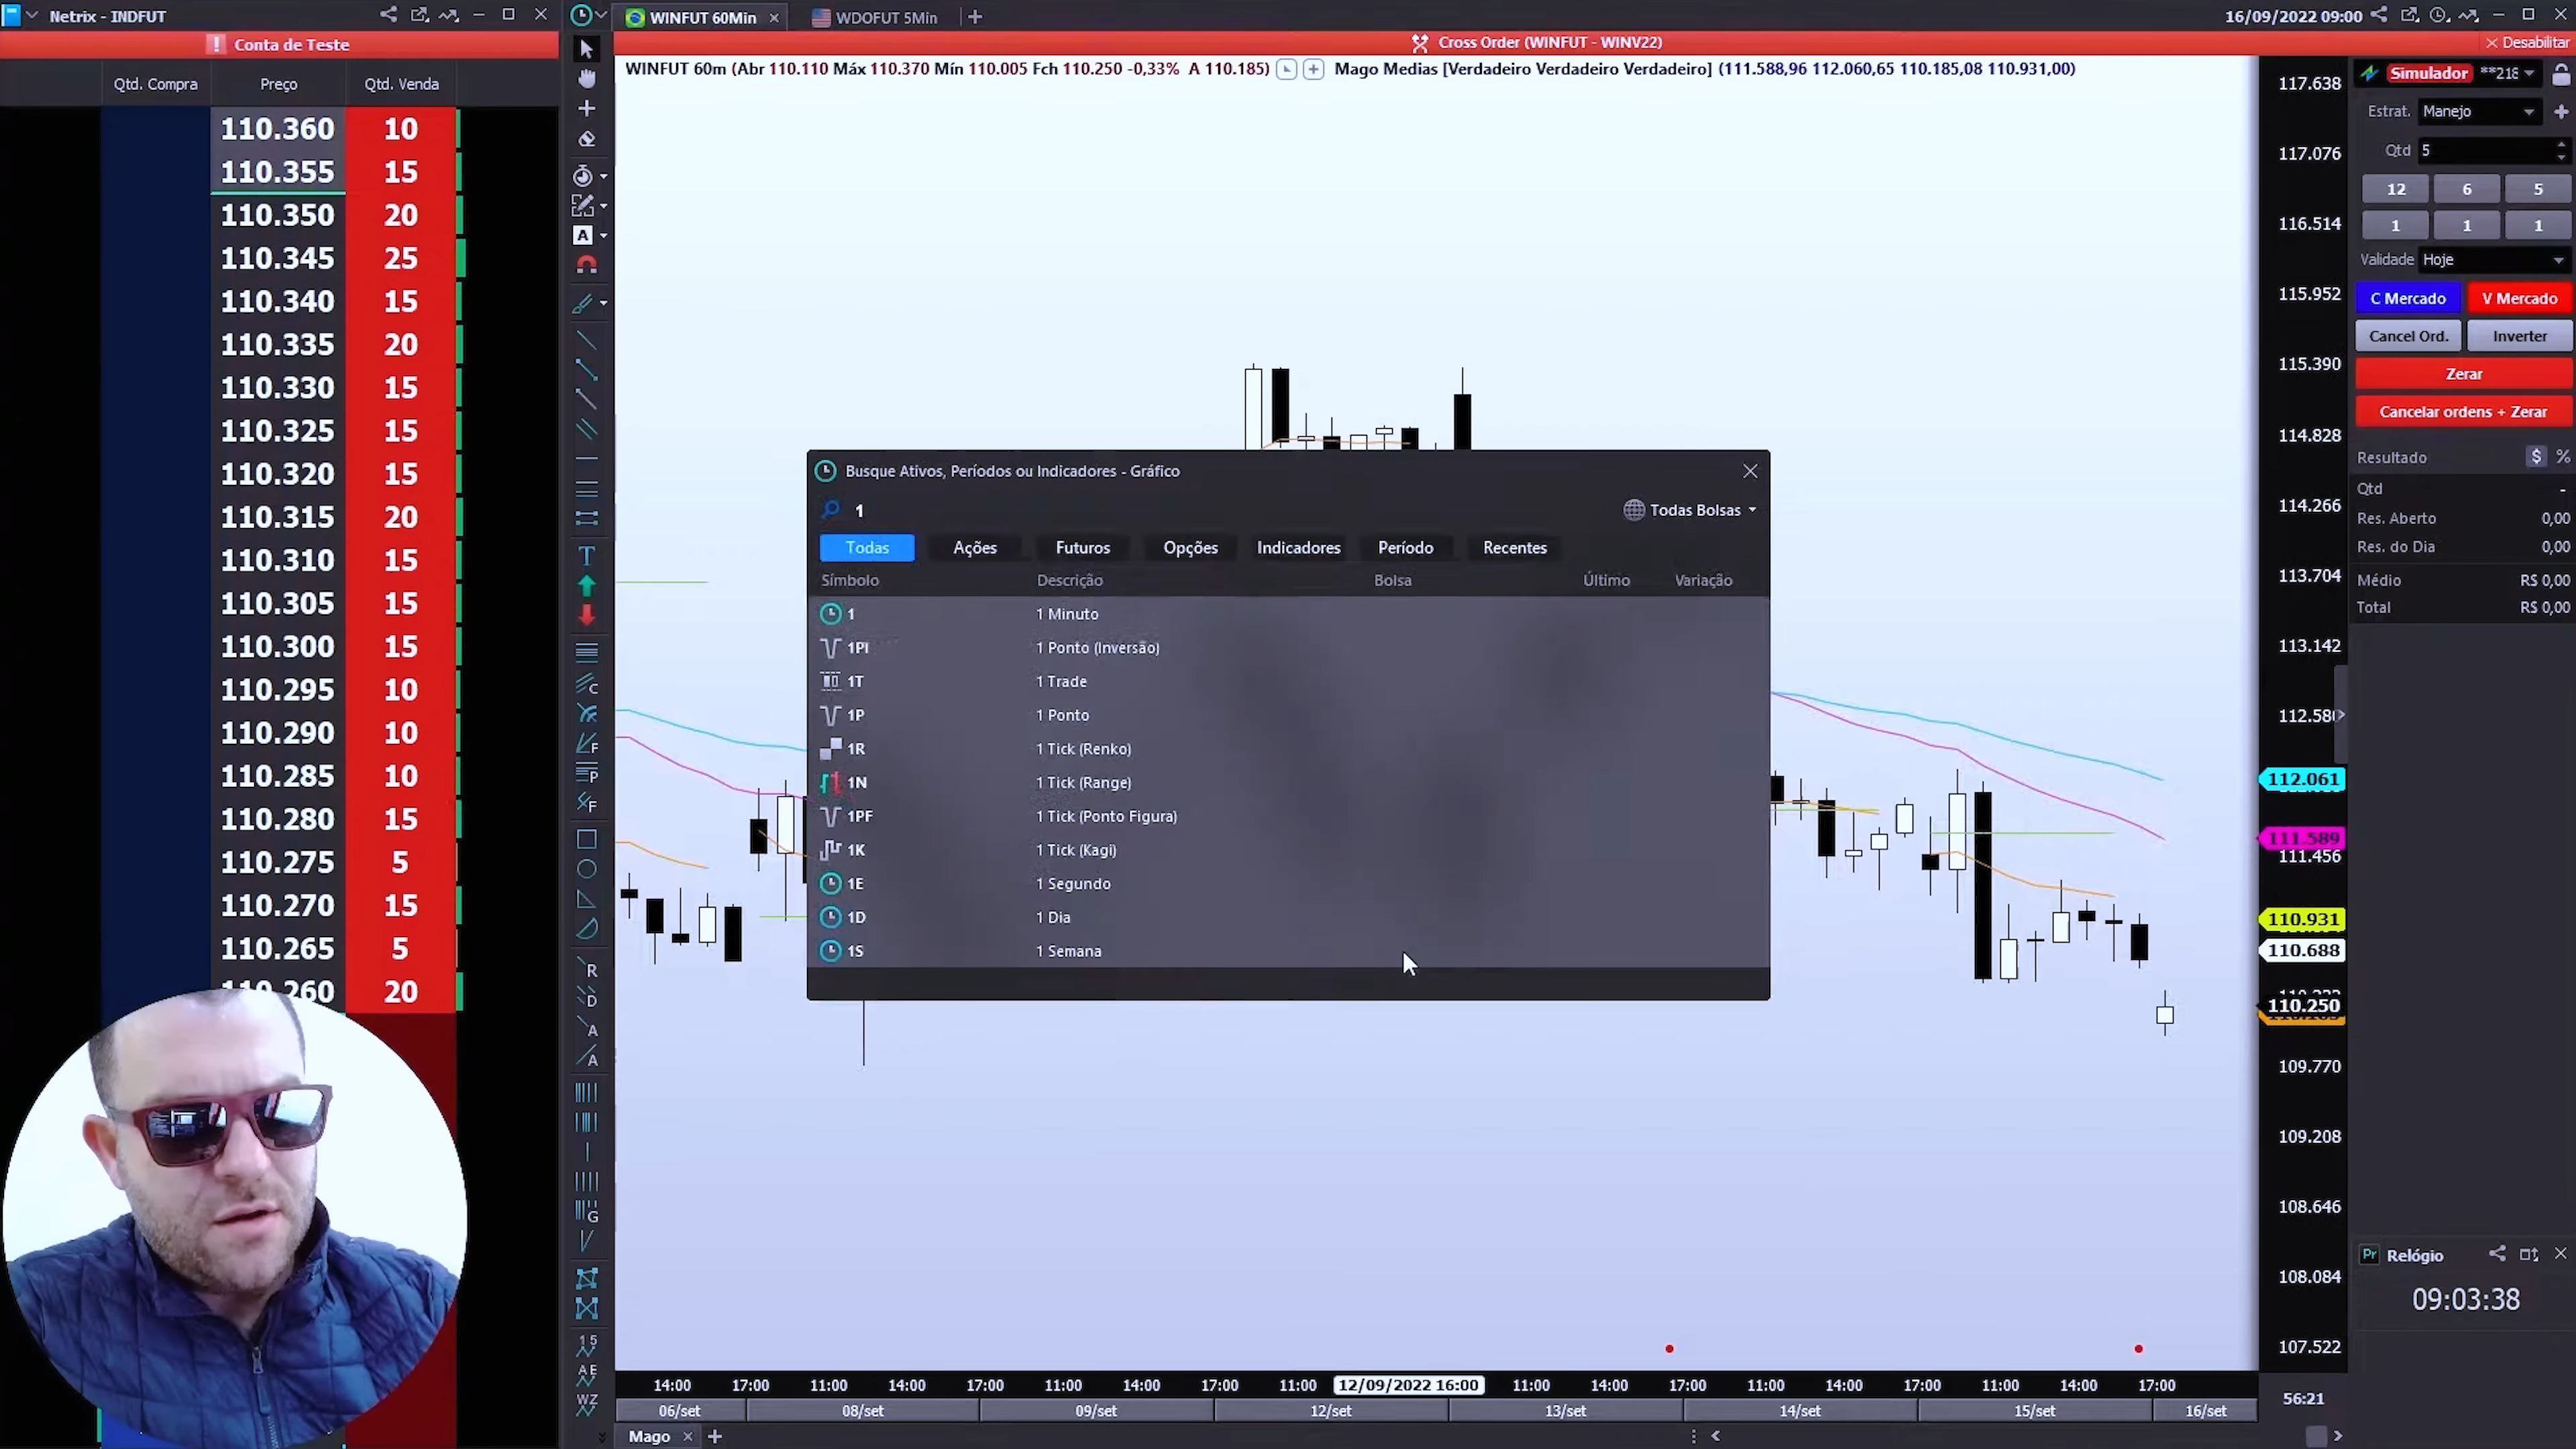 Netrix - INDFUT
! Conta de Teste
Qtd. Compra Preço Qtd. Venda
110.360 10
110.355 15
110.350 20
110.345 25
110.340 15
110.335 20
110.330 15
110.325 15
110.320 15
110.315 20
110.310 15
110.305 15
110.300 15
110.295 10
110.290 10
110.285 10
110.280 15
110.275 5
110.270 15
110.265 5
110.260 20
WINFUT 60Min WDOFUT 5Min
16/09/2022 09:00
Cross Order (WINFUT - WINV22) Desabilitar
WINFUT 60m (Abr 110.110 Máx 110.370 Mín 110.005 Fch 110.250 -0,33% A 110.185) Mago Medias [Verdadeiro Verdadeiro Verdadeiro] (111.588,96 112.060,65 110.185,08 110.931,00)
Busque Ativos, Períodos ou Indicadores - Gráfico
1 Todas Bolsas
Todas Ações Futuros Opções Indicadores Período Recentes
Símbolo Descrição Bolsa Último Variação
1 1 Minuto
1PI 1 Ponto (Inversão)
1T 1 Trade
1P 1 Ponto
1R 1 Tick (Renko)
1N 1 Tick (Range)
1PF 1 Tick (Ponto Figura)
1K 1 Tick (Kagi)
1E 1 Segundo
1D 1 Dia
1S 1 Semana
117.638
117.076
116.514
115.952
115.390
114.828
114.266
113.704
113.142
112.580
112.061
111.589
111.456
110.931
110.688
110.250
109.770
109.208
108.646
108.084
107.522
14:00 17:00 11:00 14:00 17:00 11:00 14:00 17:00 11:00 12/09/2022 16:00 11:00 14:00 17:00 11:00 14:00 17:00 11:00 14:00 17:00
56:21
06/set 08/set 09/set 12/set 13/set 14/set 15/set 16/set
Mago
Simulador **218
Estrat. Manejo
Qtd 5
12 6 5
1 1 1
Validade Hoje
C Mercado V Mercado
Cancel Ord. Inverter
Zerar
Cancelar ordens + Zerar
Resultado $ %
Qtd -
Res. Aberto 0,00
Res. do Dia 0,00
Médio R$ 0,00
Total R$ 0,00
Pr Relógio
09:03:38
A
T
C
F
P
F
R
D
A
A
G
1 5
A E
W Z